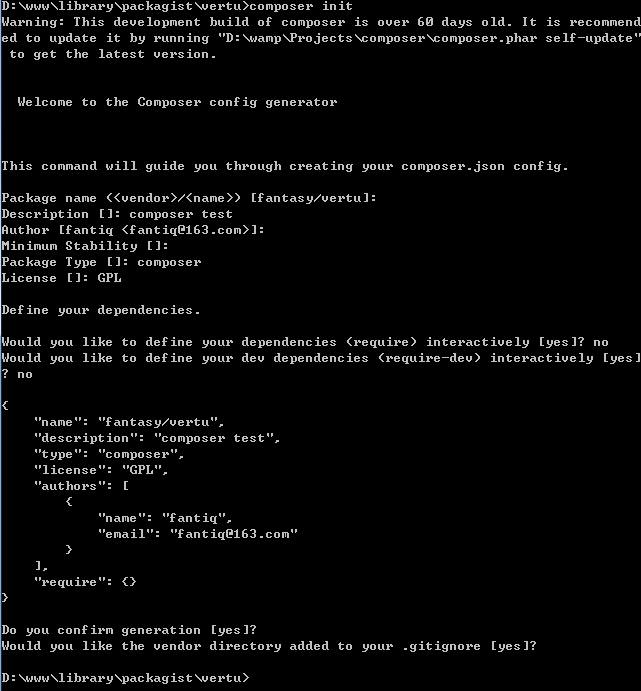 D:\www\library\packagist\vertu>composer init
Warning: This development build of composer is over 60 days old. It is recommend
ed to update it by running "D:\wamp\Projects\composer\composer.phar self-update"
 to get the latest version.
  Welcome to the Composer config generator
This command will guide you through creating your composer.json config.
Package name (<vendor>/<name>) [fantasy/vertu]:
Description []: composer test
Author [fantiq <fantiq@163.com>]:
Minimum Stability []:
Package Type []: composer
License []: GPL
Define your dependencies.
Would you like to define your dependencies (require) interactively [yes]? no
Would you like to define your dev dependencies (require-dev) interactively [yes]
? no
{
    "name": "fantasy/vertu",
    "description": "composer test",
    "type": "composer",
    "license": "GPL",
    "authors": [
        {
            "name": "fantiq",
            "email": "fantiq@163.com"
        }
    ],
    "require": {}
}
Do you confirm generation [yes]?
Would you like the vendor directory added to your .gitignore [yes]?
D:\www\library\packagist\vertu>